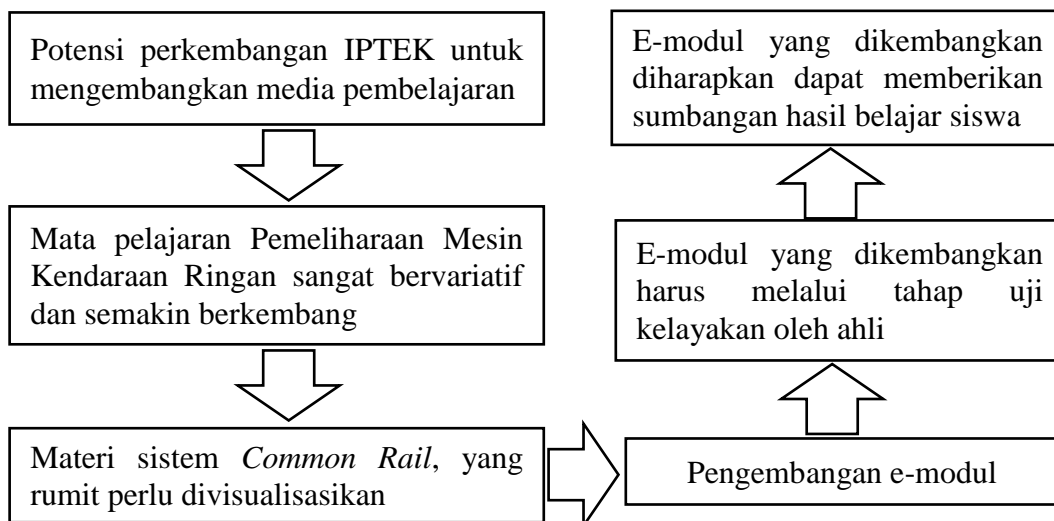 Potensi perkembangan IPTEK untuk
mengembangkan media pembelajaran
Mata pelajaran Pemeliharaan Mesin
Kendaraan Ringan sangat bervariatif
dan semakin berkembang
Materi sistem Common Rail, yang
rumit perlu divisualisasikan
Pengembangan e-modul
E-modul yang dikembangkan
harus melalui tahap uji
kelayakan oleh ahli
E-modul yang dikembangkan
diharapkan dapat memberikan
sumbangan hasil belajar siswa